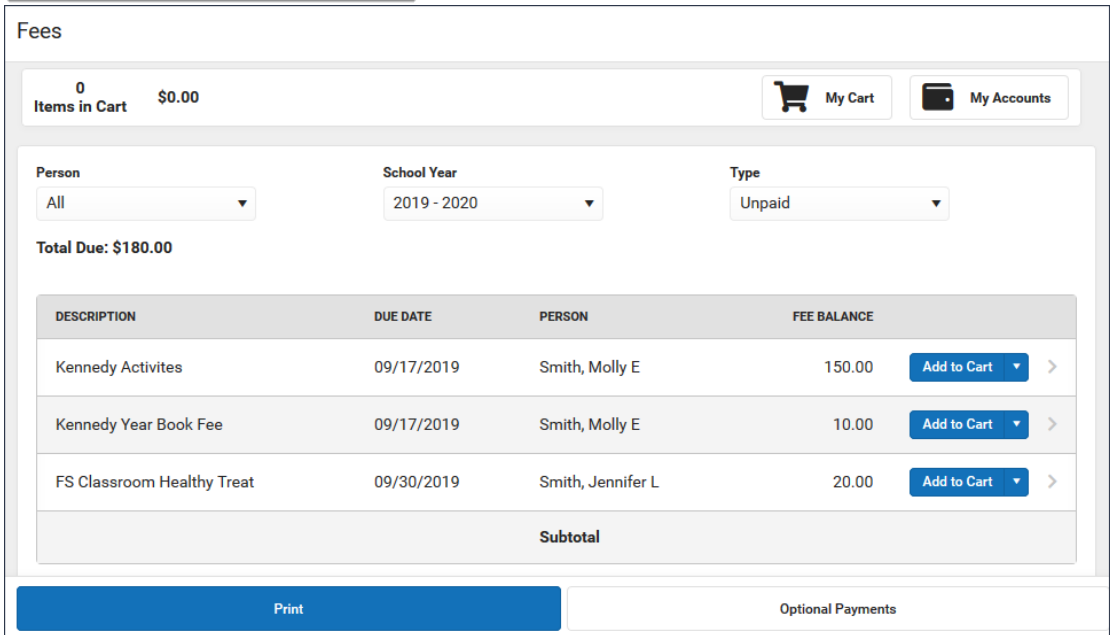 Fees
0
Items in Cart
$0.00
My Cart
My Accounts
Person
School Year
Type
All
2019 - 2020
Unpaid
Total Due: $180.00
DESCRIPTION DUE DATE PERSON FEE BALANCE
Kennedy Activites 09/17/2019 Smith, Molly E 150.00 Add to Cart
Kennedy Year Book Fee 09/17/2019 Smith, Molly E 10.00 Add to Cart
FS Classroom Healthy Treat 09/30/2019 Smith, Jennifer L 20.00 Add to Cart
Subtotal
Print
Optional Payments